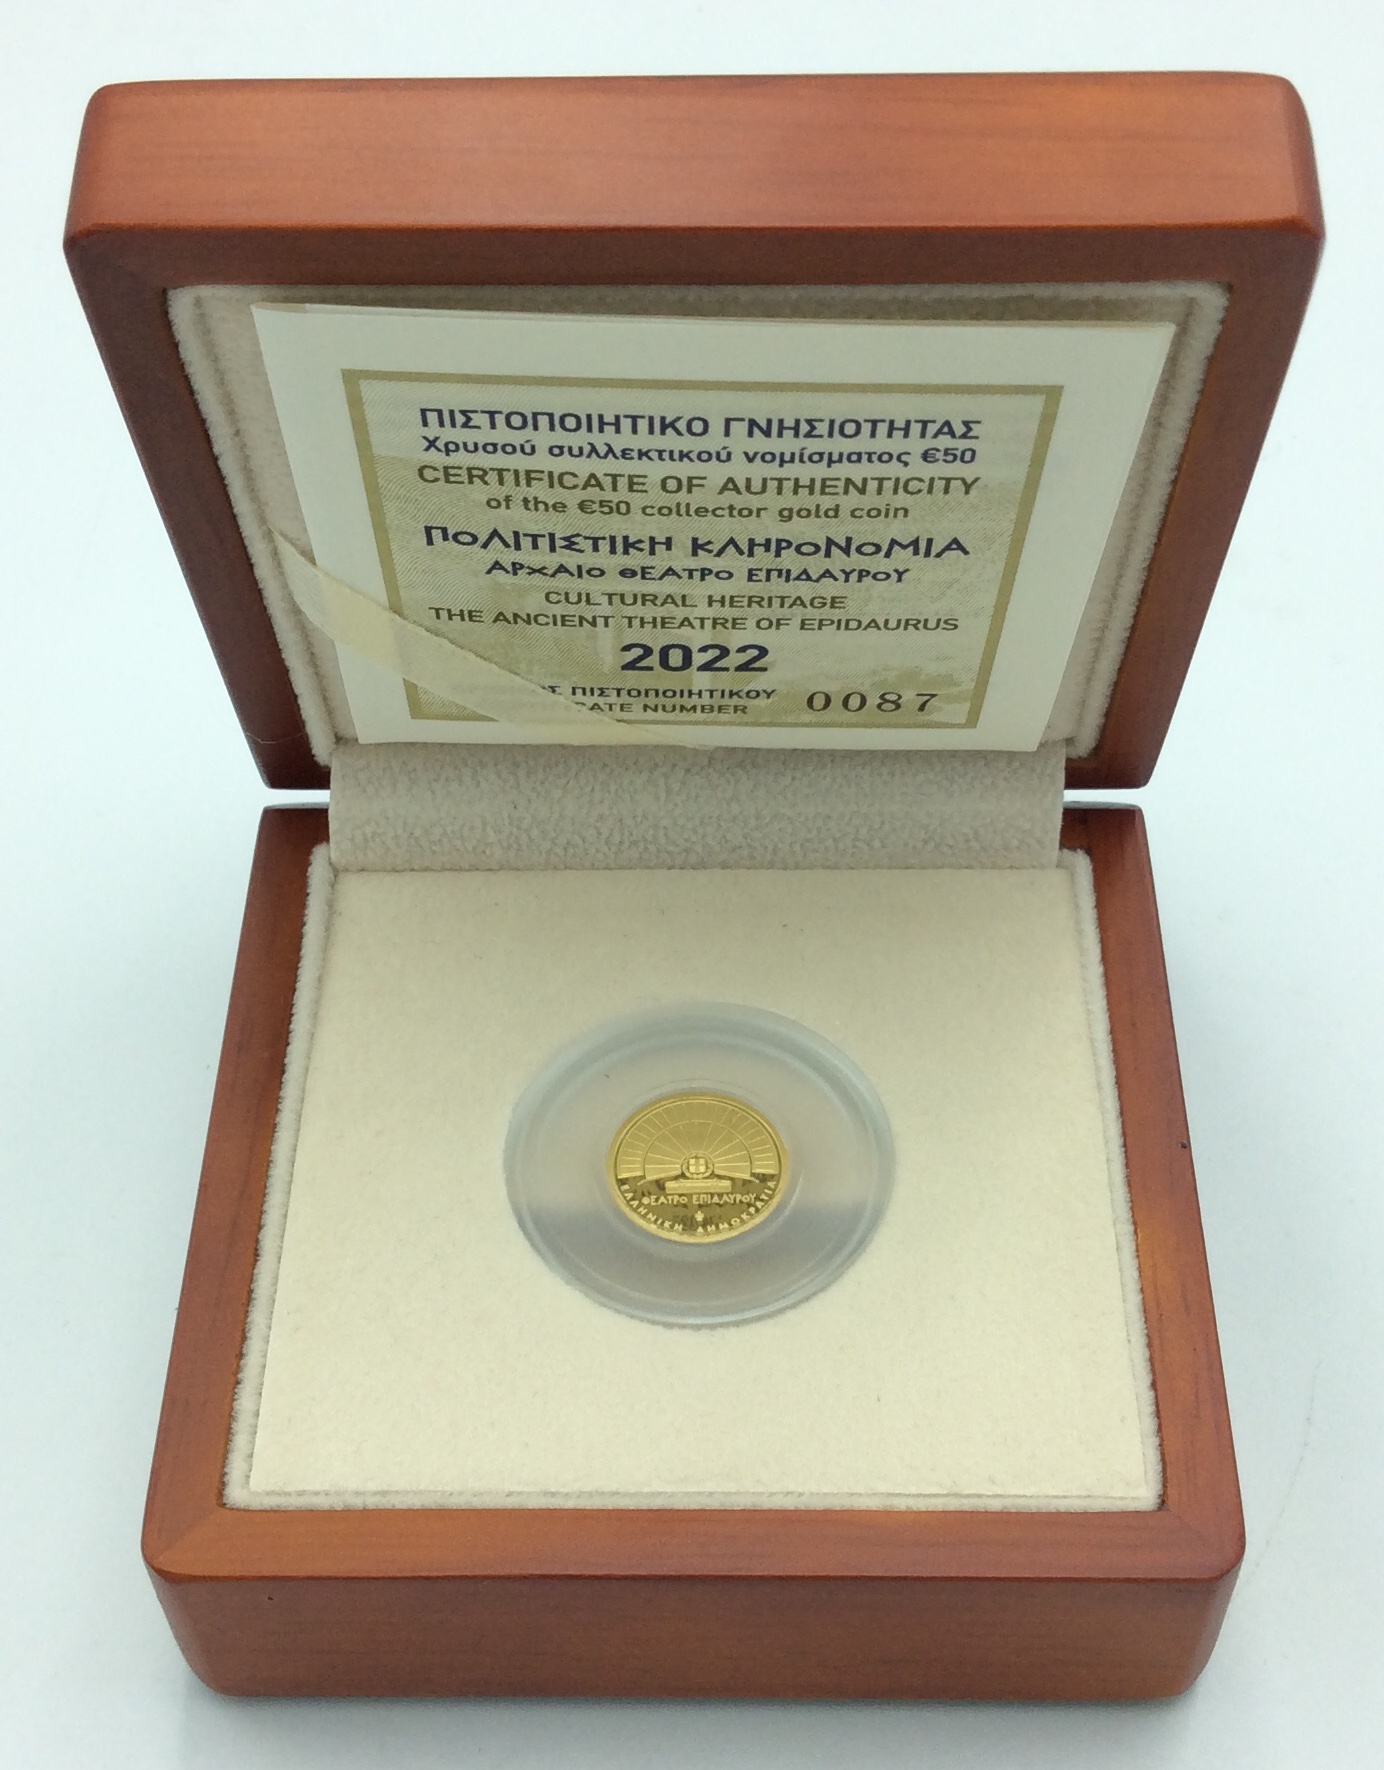 ΠΙΣΤΟΠΟΙΗΤΙΚΟ ΓΝΗΣΙΟΤΗΤΑΣ
Χρυσού συλλεκτικού νομίσματος €50
CERTIFICATE OF AUTHENTICITY
of the €50 collector gold coin
ΠΟΛΙΤΙΣΤΙΚΗ ΚΛΗΡΟΝΟΜΙΑ
ΑΡΧΑΙΟ ΘΕΑΤΡΟ ΕΠΙΔΑΥΡΟΥ
CULTURAL HERITAGE
THE ANCIENT THEATRE OF EPIDAURUS
2022
ΠΙΣΤΟΠΟΙΗΤΙΚΟΥ 0087
NUMBER
ΘΕΑΤΡΟ ΕΠΙΔΑΥΡΟΥ
ΕΛΛΗΝΙΚΗ ΔΗΜΟΚΡΑΤΙΑ